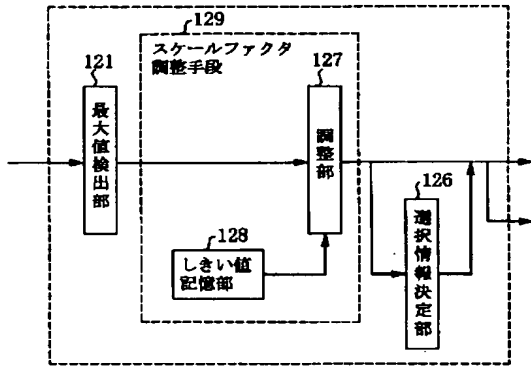 129
スケールファクタ
調整手段
121
最大値検出部
127
調整部
128
しきい値
記憶部
126
選択情報決定部